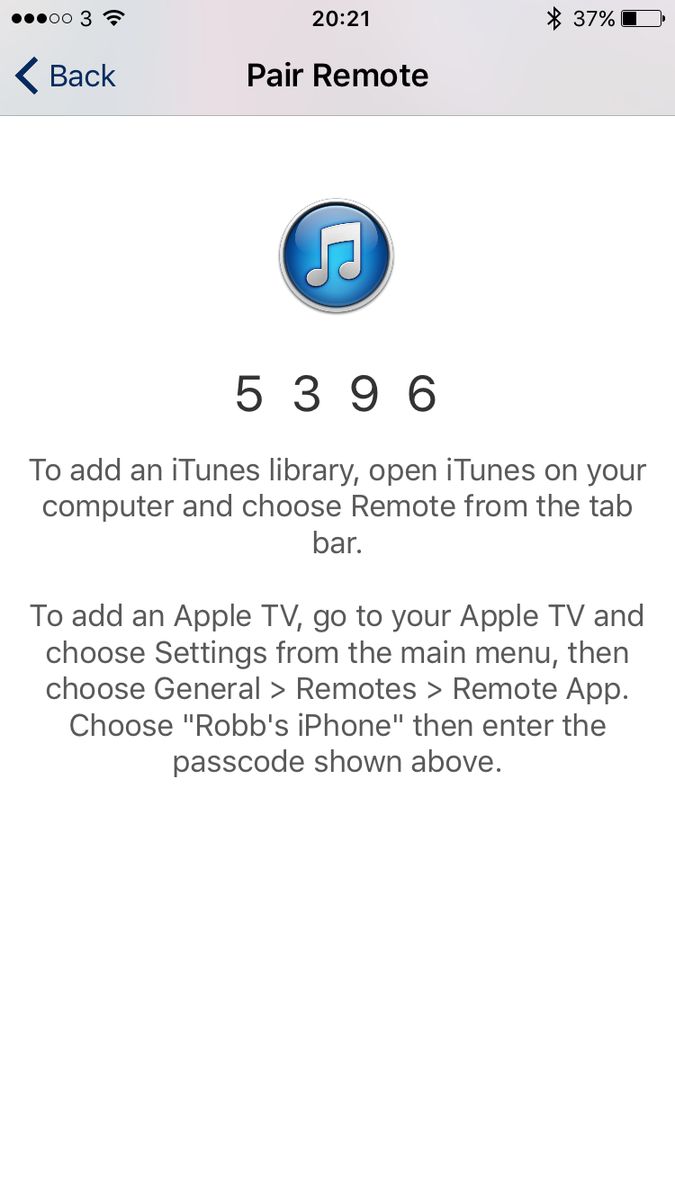 3 20:21 37%
Back Pair Remote
5 3 9 6
To add an iTunes library, open iTunes on your
computer and choose Remote from the tab
bar.
To add an Apple TV, go to your Apple TV and
choose Settings from the main menu, then
choose General > Remotes > Remote App.
Choose "Robb's iPhone" then enter the
passcode shown above.